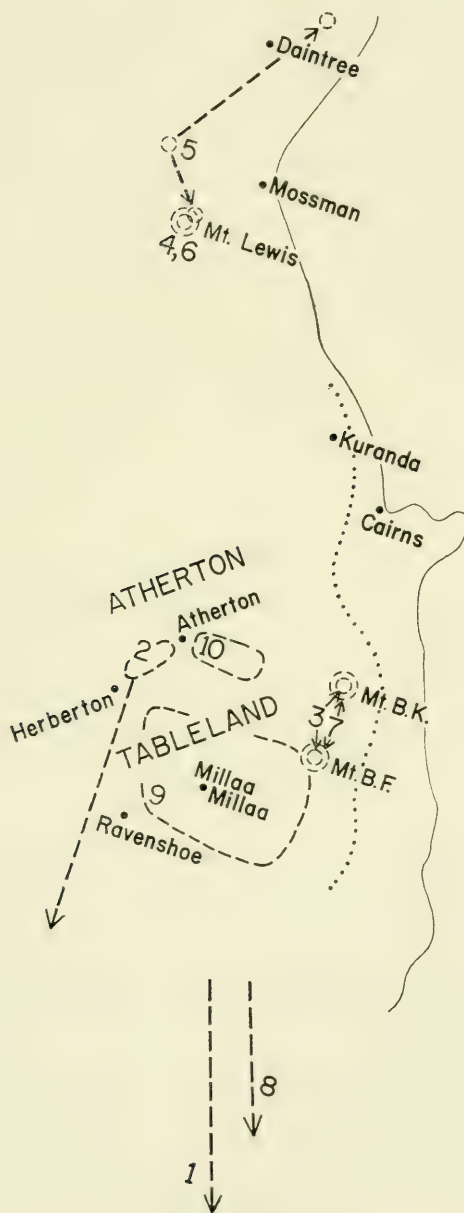 Daintree
5
Mossman
Mt. Lewis
4,6
Kuranda
Cairns
ATHERTON
Atherton
2
10
Herberton
TABLELAND
3
7
Mt.B.K.
Mt.B.F.
Millaa
Millaa
9
Ravenshoe
8
1